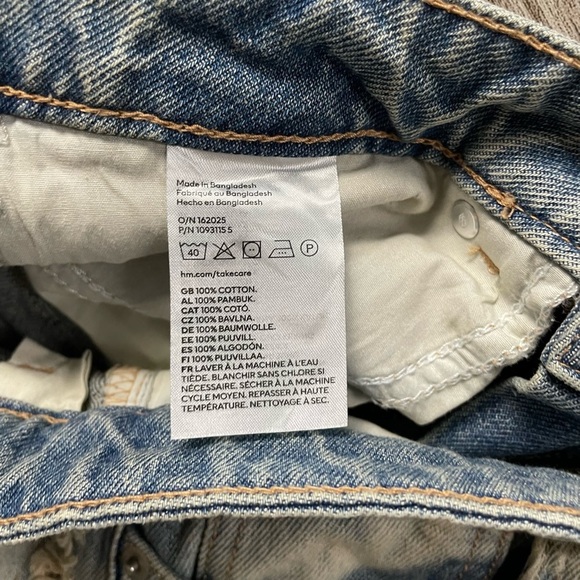 Made in Bangladesh
Fabriqué au Bangladesh
Hecho en Bangladesh
O/N 162025
P/N 1093115 5
40 P
hm.com/takecare
GB 100% COTTON.
AL 100% PAMBUK.
CAT 100% COTÓ.
CZ 100% BAVLNA.
DE 100% BAUMWOLLE.
EE 100% PUUVILL.
ES 100% ALGODÓN.
FI 100% PUUVILLAA.
FR LAVER À LA MACHINE À L'EAU
TIÈDE. BLANCHIR SANS CHLORE SI
NÉCESSAIRE. SÉCHER À LA MACHINE
CYCLE MOYEN. REPASSER À HAUTE
TEMPÉRATURE. NETTOYAGE À SEC.